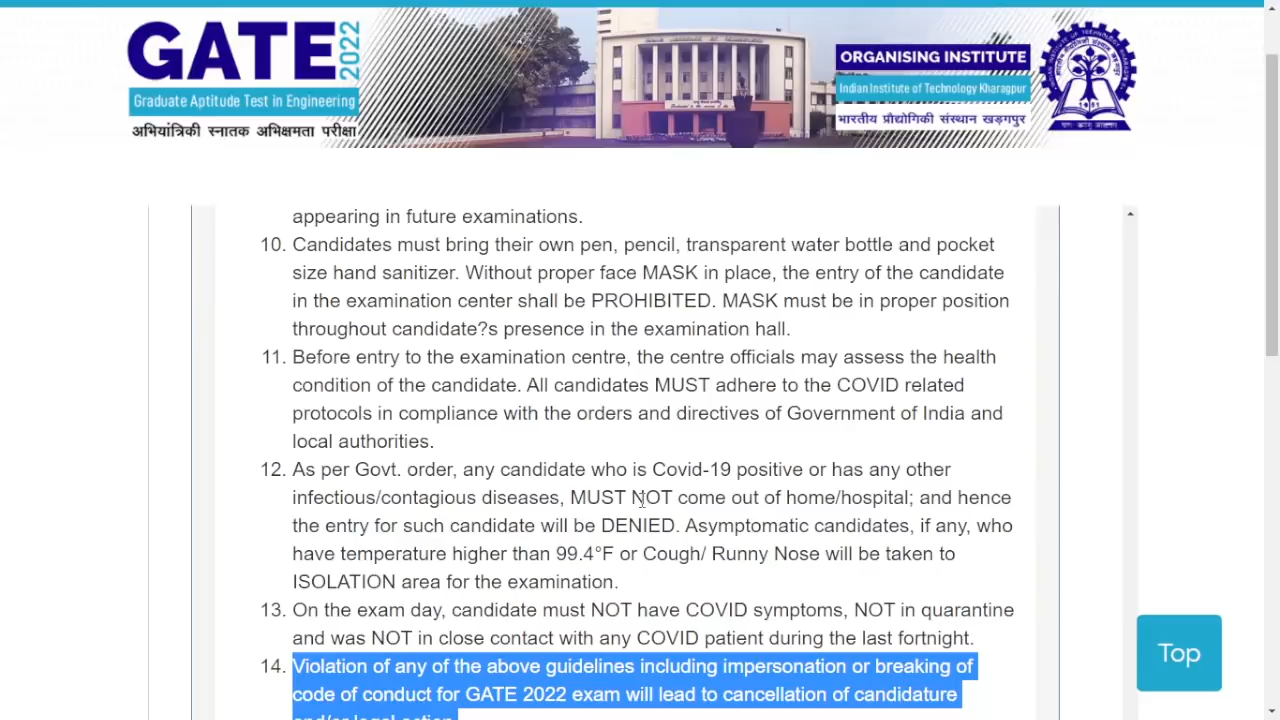 GATE 2022
Graduate Aptitude Test in Engineering
अभियांत्रिकी स्नातक अभिक्षमता परीक्षा
ORGANISING INSTITUTE
Indian Institute of Technology Kharagpur
भारतीय प्रौद्योगिकी संस्थान खड़गपुर
appearing in future examinations.
10. Candidates must bring their own pen, pencil, transparent water bottle and pocket
size hand sanitizer. Without proper face MASK in place, the entry of the candidate
in the examination center shall be PROHIBITED. MASK must be in proper position
throughout candidate?s presence in the examination hall.
11. Before entry to the examination centre, the centre officials may assess the health
condition of the candidate. All candidates MUST adhere to the COVID related
protocols in compliance with the orders and directives of Government of India and
local authorities.
12. As per Govt. order, any candidate who is Covid-19 positive or has any other
infectious/contagious diseases, MUST NOT come out of home/hospital; and hence
the entry for such candidate will be DENIED. Asymptomatic candidates, if any, who
have temperature higher than 99.4°F or Cough/ Runny Nose will be taken to
ISOLATION area for the examination.
13. On the exam day, candidate must NOT have COVID symptoms, NOT in quarantine
and was NOT in close contact with any COVID patient during the last fortnight.
14. Violation of any of the above guidelines including impersonation or breaking of
code of conduct for GATE 2022 exam will lead to cancellation of candidature
and/or legal action
Top